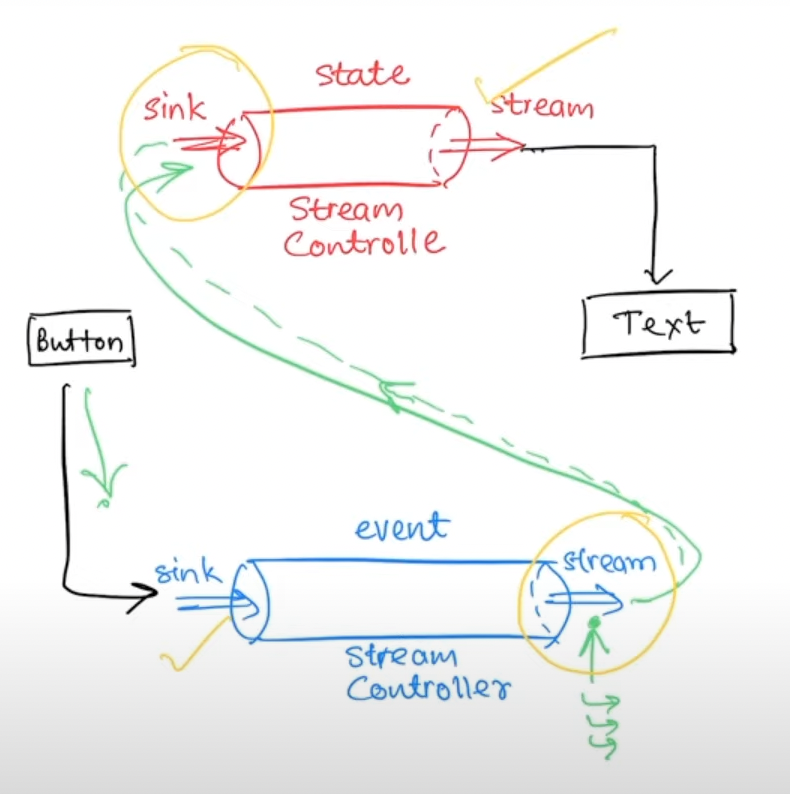 State
sink
stream
Stream
Controlle
Button
Text
event
sink
stream
Stream
Controller